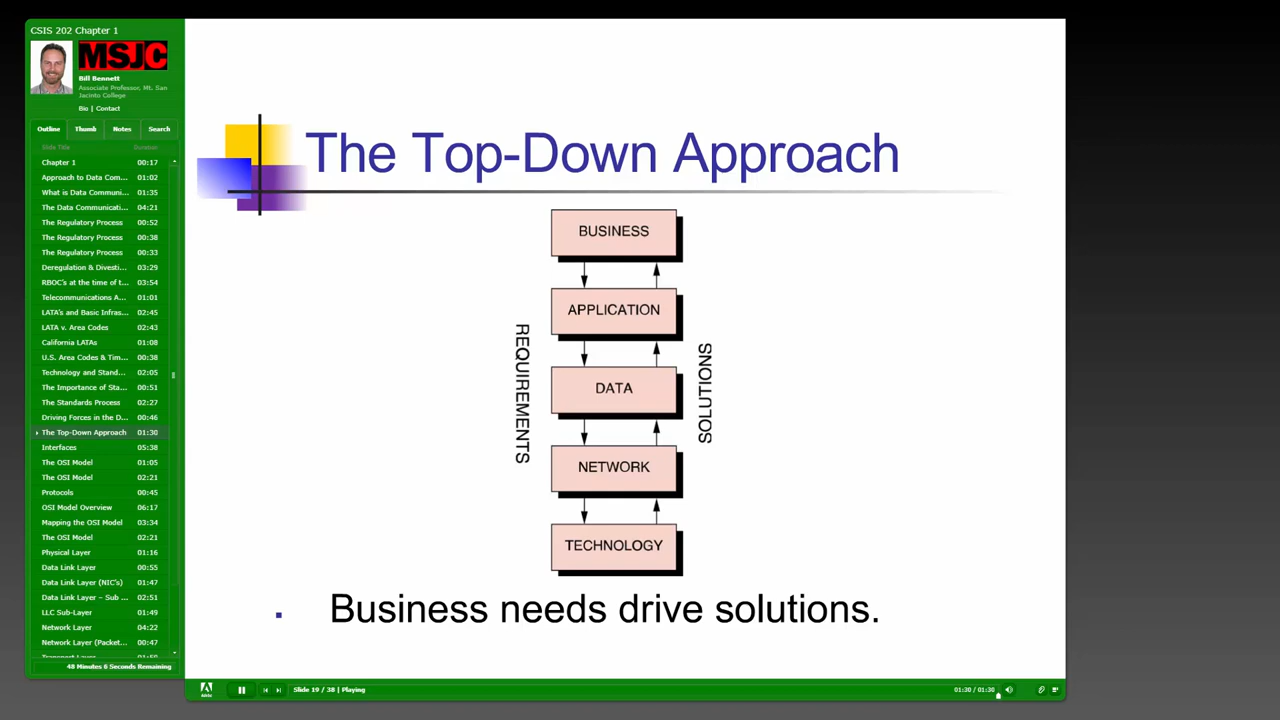 CSIS 202 Chapter 1
MSJC
Bill Bennett
Associate Professor, Mt. San
Jacinto College
Bio | Contact
Outline Thumb Notes Search
Slide Title Duration
Chapter 1 00:17
Approach to Data Com... 01:02
What is Data Communi... 01:35
The Data Communicati... 04:21
The Regulatory Process 00:52
The Regulatory Process 00:38
The Regulatory Process 00:33
Deregulation & Divesti... 03:29
RBOC's at the time of t... 03:54
Telecommunications A... 01:01
LATA's and Basic Infras... 02:45
LATA v. Area Codes 02:43
California LATAs 01:08
U.S. Area Codes & Tim... 00:38
Technology and Stand... 02:05
The Importance of Sta... 00:51
The Standards Process 02:27
Driving Forces in the D... 00:46
The Top-Down Approach 01:30
Interfaces 05:38
The OSI Model 01:05
The OSI Model 02:21
Protocols 00:45
OSI Model Overview 06:17
Mapping the OSI Model 03:34
The OSI Model 02:21
Physical Layer 01:16
Data Link Layer 00:55
Data Link Layer (NIC's) 01:47
Data Link Layer – Sub ... 02:51
LLC Sub-Layer 01:49
Network Layer 04:22
Network Layer (Packet... 00:47
48 Minutes 6 Seconds Remaining
The Top-Down Approach
BUSINESS
APPLICATION
DATA
NETWORK
TECHNOLOGY
REQUIREMENTS
SOLUTIONS
Business needs drive solutions.
Slide 19 / 38 | Playing
01:30 / 01:30